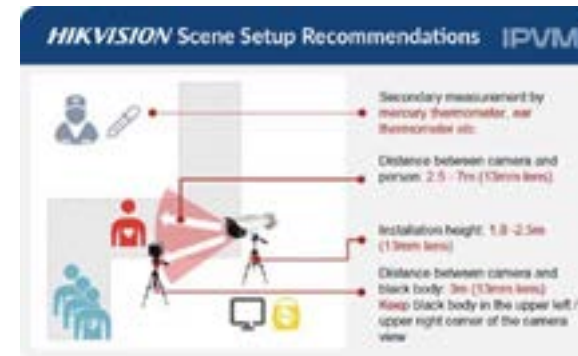 HIKVISION Scene Setup Recommendations IPVM
Secondary measurement by
mercury thermometer, ear
thermometer etc.
Distance between camera and
person: 2.5 - 7m (13mm lens)
Installation height: 1.8 -2.5m
(13mm lens)
Distance between camera and
black body: 3m (13mm lens)
Keep black body in the upper left /
upper right corner of the camera
view